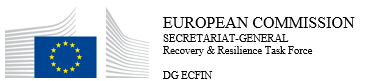 EUROPEAN COMMISSION
SECRETARIAT-GENERAL
Recovery & Resilience Task Force
DG ECFIN